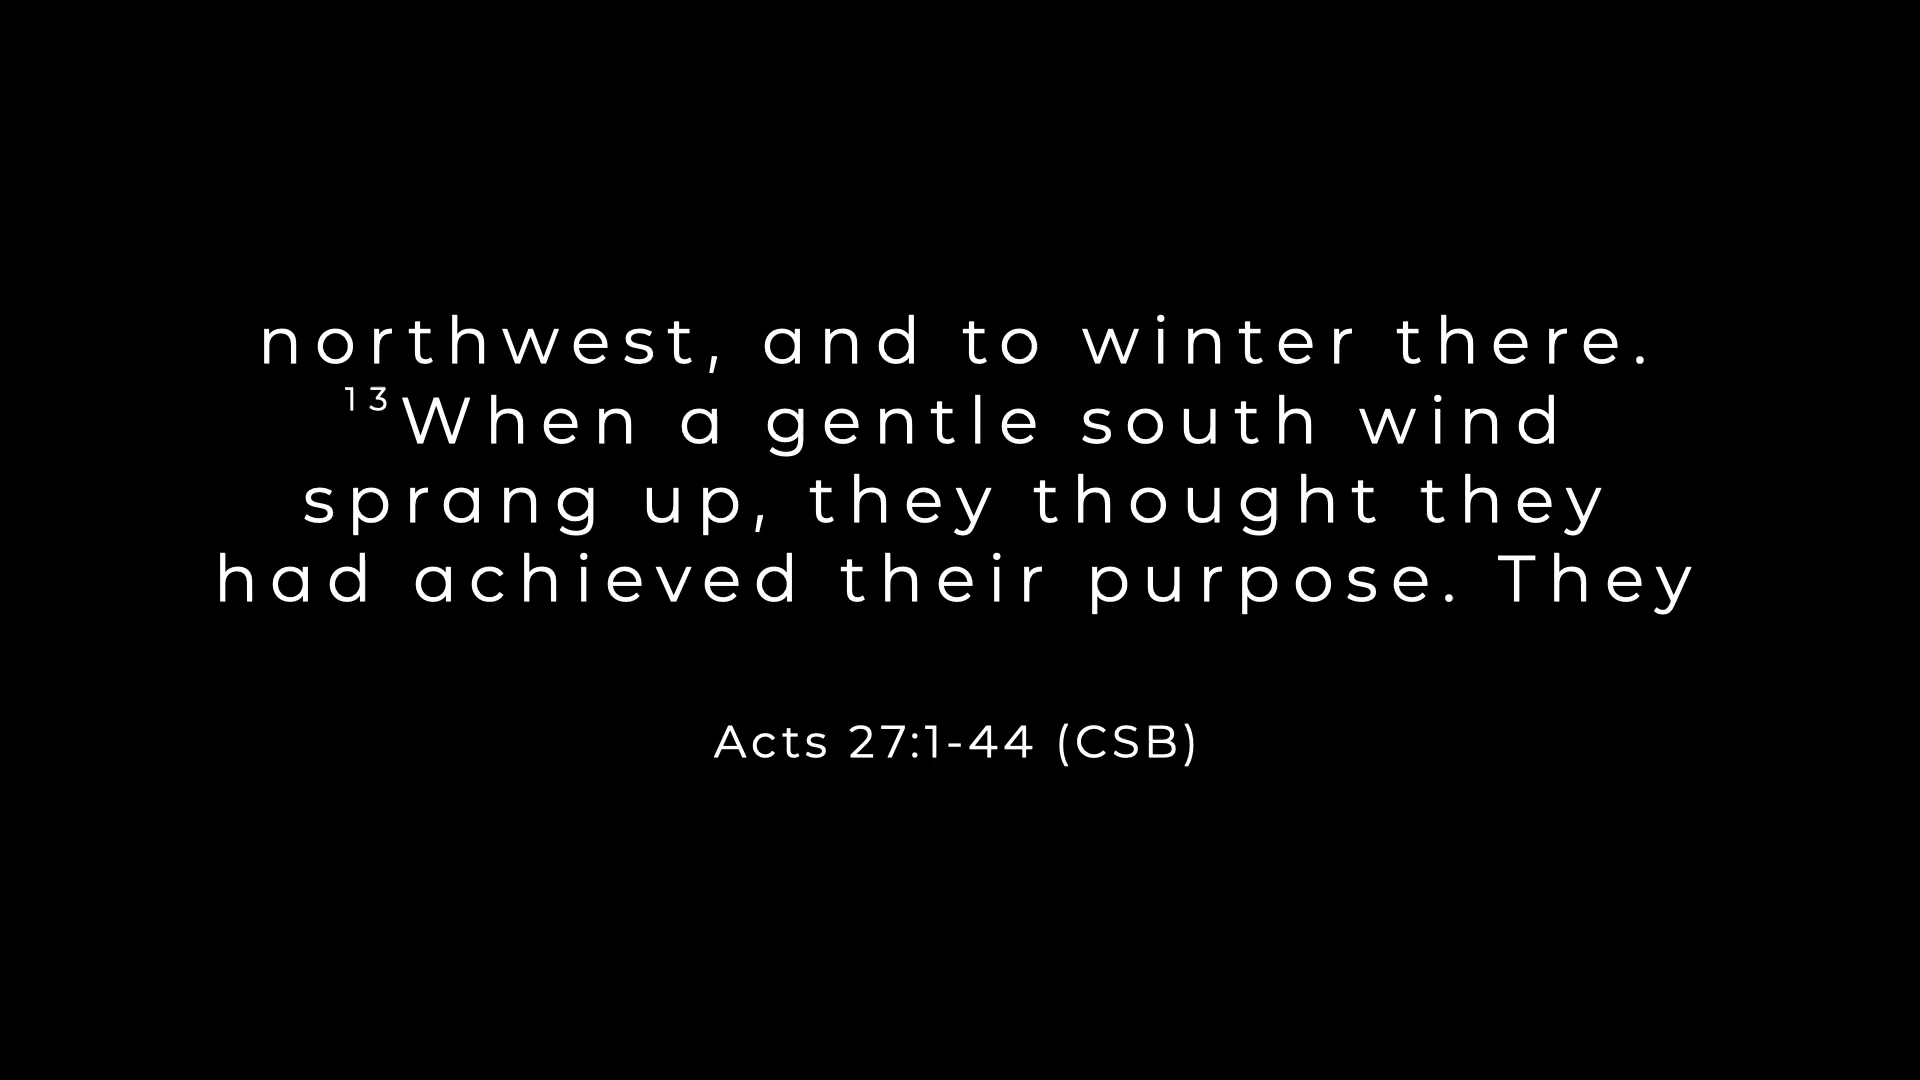 northwest, and to winter there.
¹³When a gentle south wind
sprang up, they thought they
had achieved their purpose. They
Acts 27:1-44 (CSB)